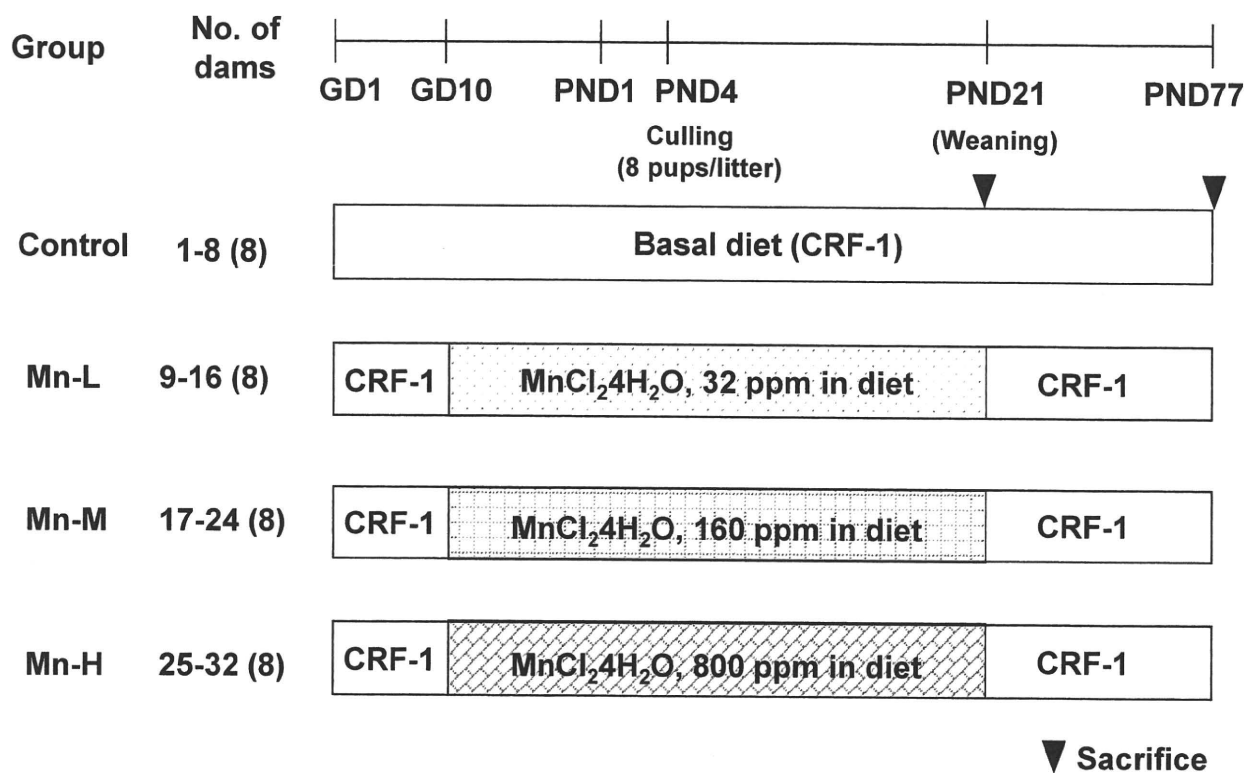 Group
No. of
dams
GD1 GD10 PND1 PND4 PND21 PND77
Culling
(8 pups/litter)
(Weaning)
Control 1-8 (8) Basal diet (CRF-1)
Mn-L 9-16 (8) CRF-1 MnCl₂4H₂O, 32 ppm in diet CRF-1
Mn-M 17-24 (8) CRF-1 MnCl₂4H₂O, 160 ppm in diet CRF-1
Mn-H 25-32 (8) CRF-1 MnCl₂4H₂O, 800 ppm in diet CRF-1
▼ Sacrifice